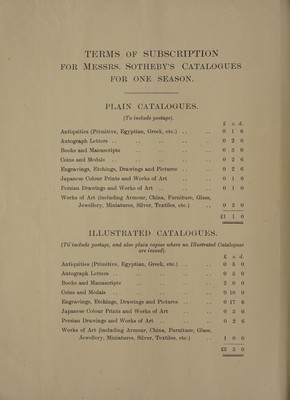 TERMS OF SUBSCRIPTION
FOR MESSRS. SOTHEBY'S CATALOGUES
FOR ONE SEASON.
PLAIN CATALOGUES.
(To include postage).
£ s. d.
Antiquities (Primitive, Egyptian, Greek, etc.) .. .. 0 1 6
Autograph Letters .. .. .. .. 0 2 0
Books and Manuscripts .. .. .. 0 5 0
Coins and Medals .. .. .. .. 0 2 6
Engravings, Etchings, Drawings and Pictures .. .. 0 2 6
Japanese Colour Prints and Works of Art .. .. 0 1 6
Persian Drawings and Works of Art .. .. .. 0 1 0
Works of Art (including Armour, China, Furniture, Glass,
Jewellery, Miniatures, Silver, Textiles, etc.) .. 0 5 0
£1 1 0
ILLUSTRATED CATALOGUES.
(To include postage, and also plain copies where no Illustrated Catalogues
are issued).
£ s. d.
Antiquities (Primitive, Egyptian, Greek, etc.) .. .. 0 5 0
Autograph Letters .. .. .. .. 0 5 0
Books and Manuscripts .. .. .. 2 0 0
Coins and Medals .. .. .. .. 0 10 0
Engravings, Etchings, Drawings and Pictures .. .. 0 17 6
Japanese Colour Prints and Works of Art .. .. 0 5 0
Persian Drawings and Works of Art .. .. .. 0 2 6
Works of Art (including Armour, China, Furniture, Glass,
Jewellery, Miniatures, Silver, Textiles, etc.) .. 1 0 0
£5 5 0